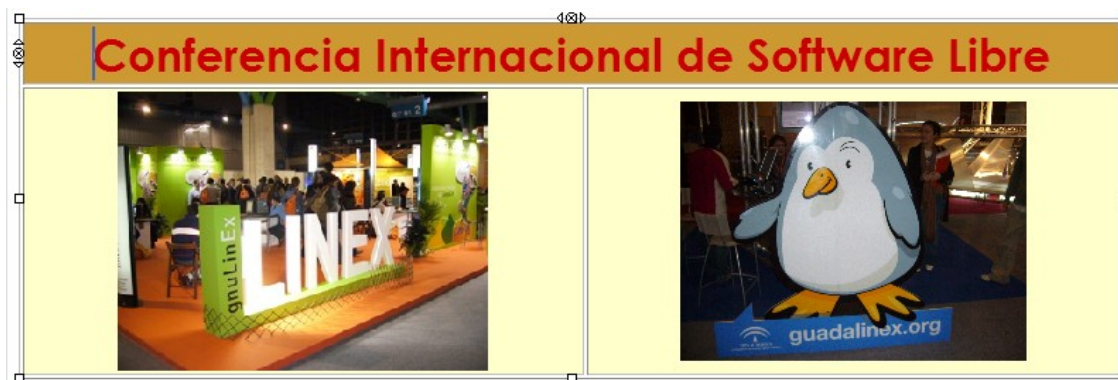 Conferencia Internacional de Software Libre
gnuLinEx
LINEX
guadalinex.org